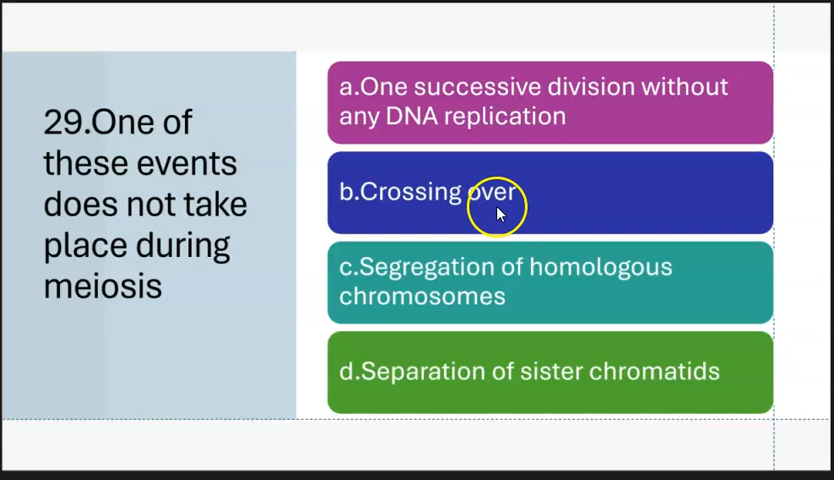 29.One of
these events
does not take
place during
meiosis
a.One successive division without
any DNA replication
b.Crossing over
c.Segregation of homologous
chromosomes
d.Separation of sister chromatids